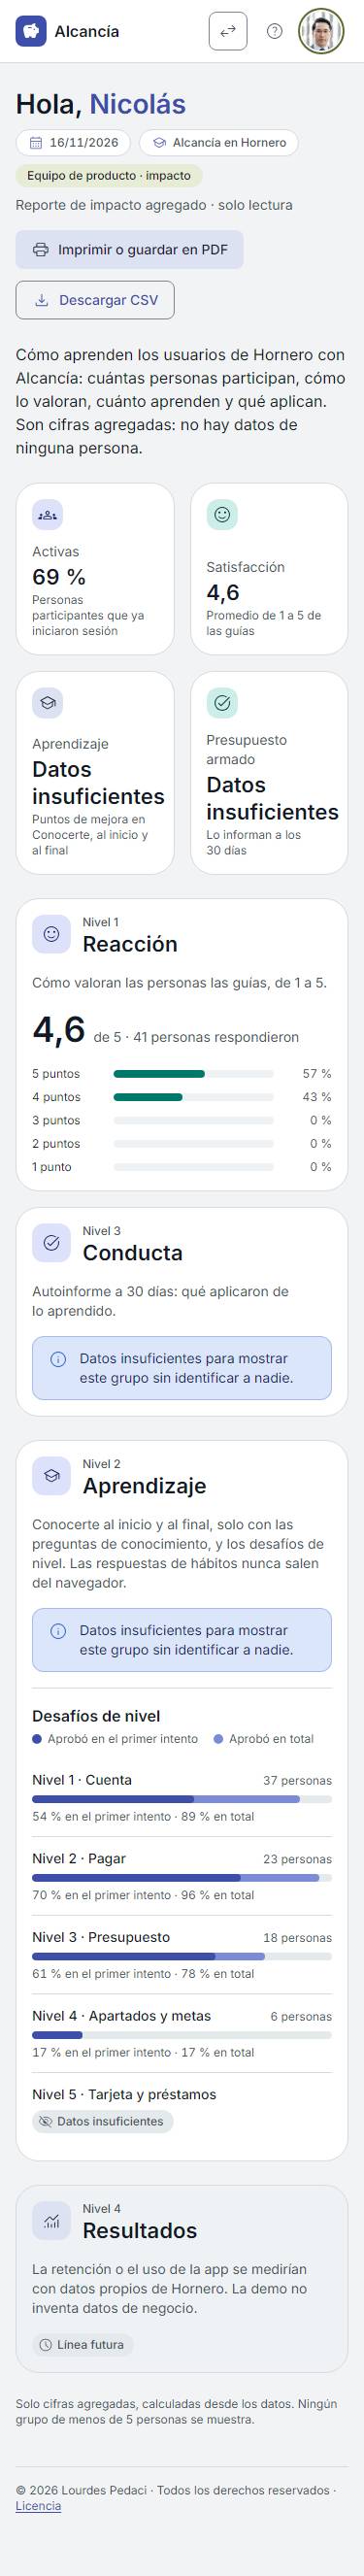 Alcancía
Hola, Nicolás
16/11/2026
Alcancía en Hornero
Equipo de producto · impacto
Reporte de impacto agregado · solo lectura
Imprimir o guardar en PDF
Descargar CSV
Cómo aprenden los usuarios de Hornero con
Alcancía: cuántas personas participan, cómo
lo valoran, cuánto aprenden y qué aplican.
Son cifras agregadas: no hay datos de
ninguna persona.
Activas
69 %
Personas
participantes que ya
iniciaron sesión
Satisfacción
4,6
Promedio de 1 a 5 de
las guías
Aprendizaje
Datos
insuficientes
Puntos de mejora en
Conocerte, al inicio y
al final
Presupuesto
armado
Datos
insuficientes
Lo informan a los
30 días
Nivel 1
Reacción
Cómo valoran las personas las guías, de 1 a 5.
4,6 de 5 · 41 personas respondieron
5 puntos 57 %
4 puntos 43 %
3 puntos 0 %
2 puntos 0 %
1 punto 0 %
Nivel 3
Conducta
Autoinforme a 30 días: qué aplicaron de
lo aprendido.
Datos insuficientes para mostrar
este grupo sin identificar a nadie.
Nivel 2
Aprendizaje
Conocerte al inicio y al final, solo con las
preguntas de conocimiento, y los desafíos de
nivel. Las respuestas de hábitos nunca salen
del navegador.
Datos insuficientes para mostrar
este grupo sin identificar a nadie.
Desafíos de nivel
Aprobó en el primer intento
Aprobó en total
Nivel 1 · Cuenta 37 personas
54 % en el primer intento · 89 % en total
Nivel 2 · Pagar 23 personas
70 % en el primer intento · 96 % en total
Nivel 3 · Presupuesto 18 personas
61 % en el primer intento · 78 % en total
Nivel 4 · Apartados y metas 6 personas
17 % en el primer intento · 17 % en total
Nivel 5 · Tarjeta y préstamos
Datos insuficientes
Nivel 4
Resultados
La retención o el uso de la app se medirían
con datos propios de Hornero. La demo no
inventa datos de negocio.
Línea futura
Solo cifras agregadas, calculadas desde los datos. Ningún
grupo de menos de 5 personas se muestra.
© 2026 Lourdes Pedaci · Todos los derechos reservados ·
Licencia